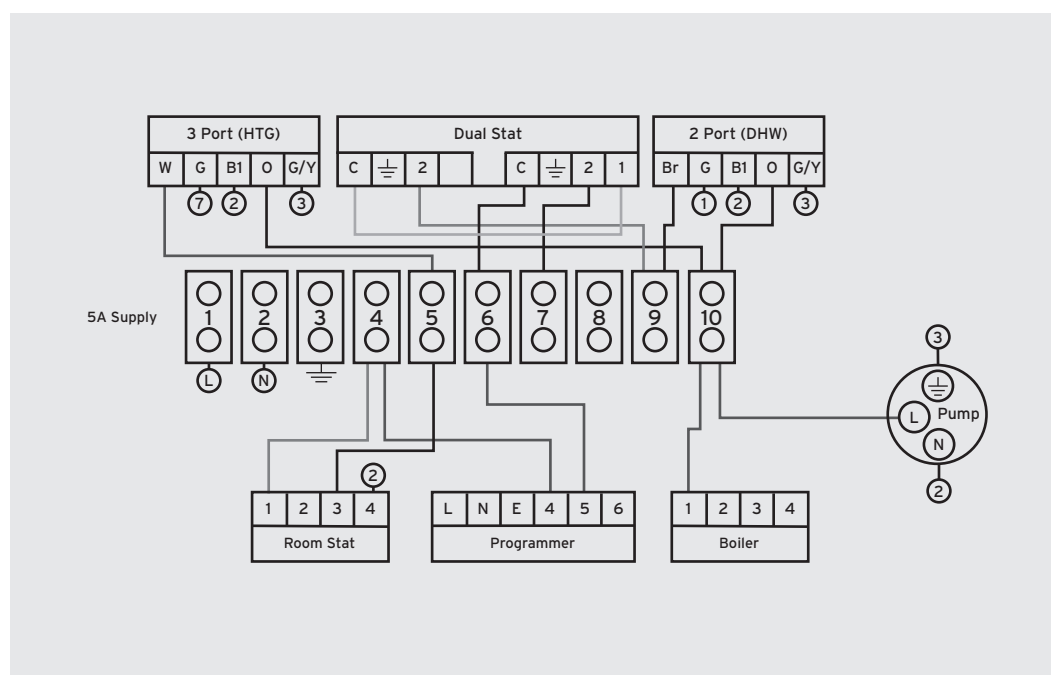 3 Port (HTG) Dual Stat 2 Port (DHW)
W G B1 O G/Y C 2 C 2 1 Br G B1 O G/Y
7 2 3 1 2 3
5A Supply 1 2 3 4 5 6 7 8 9 10
3
L N
L Pump
N
2
2
1 2 3 4 L N E 4 5 6 1 2 3 4
Room Stat Programmer Boiler